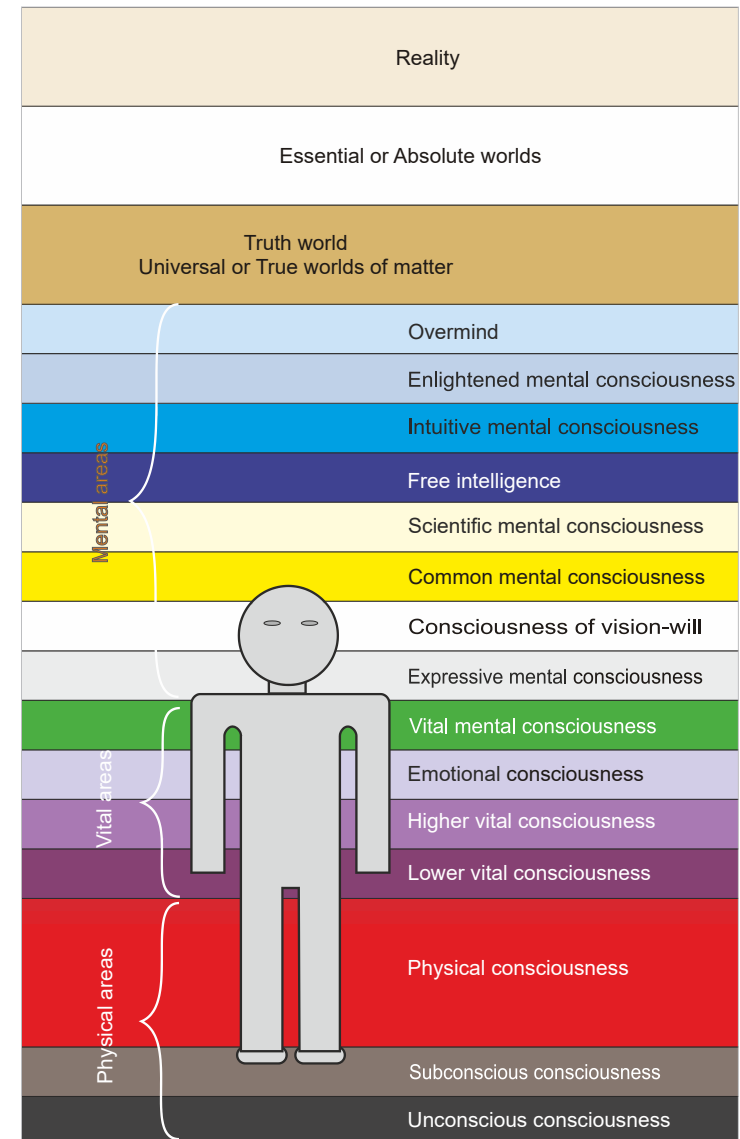 Reality
Essential or Absolute worlds
Truth world
Universal or True worlds of matter
Mental areas
Overmind
Enlightened mental consciousness
Intuitive mental consciousness
Free intelligence
Scientific mental consciousness
Common mental consciousness
Consciousness of vision-will
Expressive mental consciousness
Vital areas
Vital mental consciousness
Emotional consciousness
Higher vital consciousness
Lower vital consciousness
Physical areas
Physical consciousness
Subconscious consciousness
Unconscious consciousness